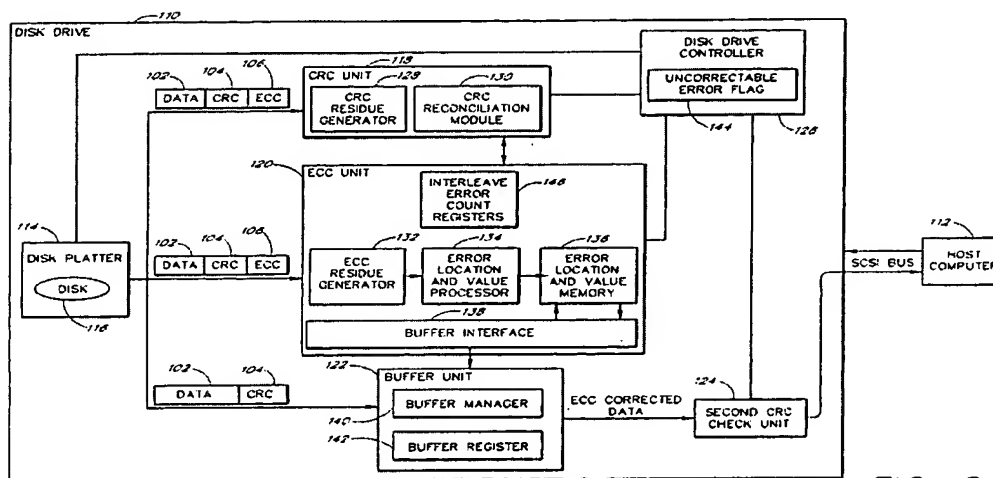 110
DISK DRIVE
DISK DRIVE
CONTROLLER
UNCORRECTABLE
ERROR FLAG
144
126
102
104
106
DATA
CRC
ECC
118
CRC UNIT
128
CRC
RESIDUE
GENERATOR
130
CRC
RECONCILIATION
MODULE
120
ECC UNIT
INTERLEAVE
ERROR
COUNT
REGISTERS
146
114
DISK PLATTER
DISK
116
102
104
106
DATA
CRC
ECC
132
ECC
RESIDUE
GENERATOR
134
ERROR
LOCATION
AND VALUE
PROCESSOR
136
ERROR
LOCATION
AND VALUE
MEMORY
138
BUFFER INTERFACE
112
HOST
COMPUTER
SCSI BUS
102
104
DATA
CRC
122
BUFFER UNIT
BUFFER MANAGER
140
BUFFER REGISTER
142
ECC CORRECTED
DATA
124
SECOND CRC
CHECK UNIT